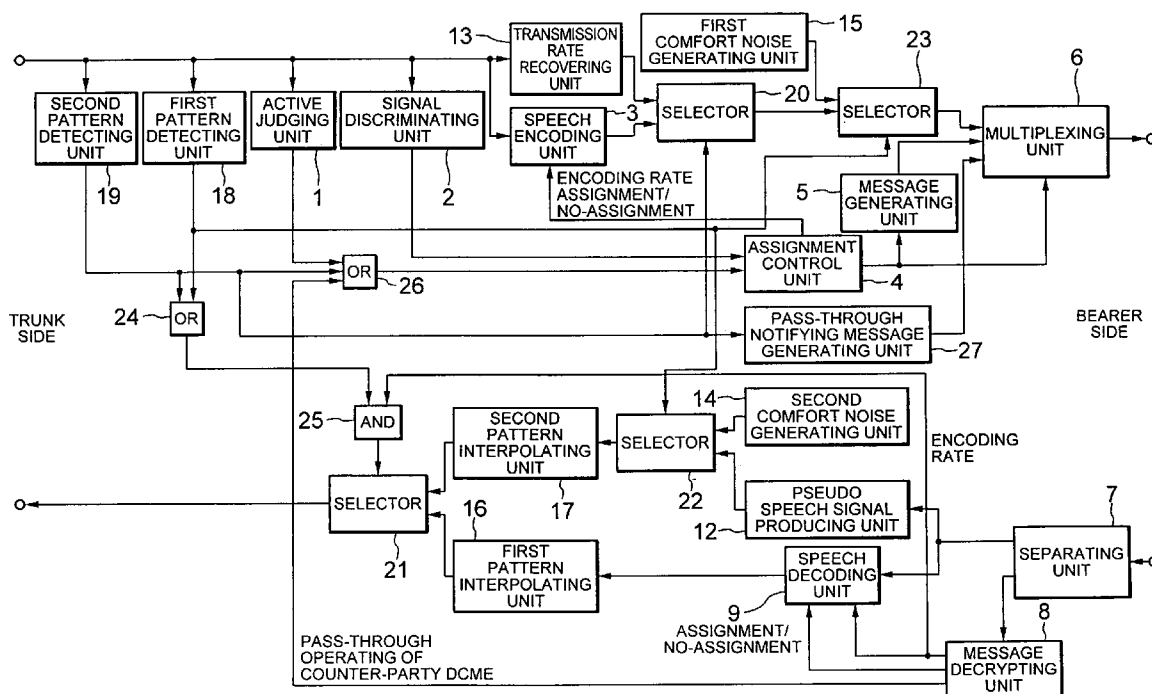 13
TRANSMISSION
RATE
RECOVERING
UNIT
FIRST
COMFORT NOISE
GENERATING UNIT
15
23
6
SECOND
PATTERN
DETECTING
UNIT
19
FIRST
PATTERN
DETECTING
UNIT
18
ACTIVE
JUDGING
UNIT
1
SIGNAL
DISCRIMINATING
UNIT
2
SPEECH
ENCODING
UNIT
3
SELECTOR
20
SELECTOR
MULTIPLEXING
UNIT
ENCODING RATE
ASSIGNMENT/
NO-ASSIGNMENT
5
MESSAGE
GENERATING
UNIT
OR
26
ASSIGNMENT
CONTROL
UNIT
4
TRUNK
SIDE
24
OR
PASS-THROUGH
NOTIFYING MESSAGE
GENERATING UNIT
27
BEARER
SIDE
25
AND
SECOND
PATTERN
INTERPOLATING
UNIT
17
SELECTOR
22
14
SECOND
COMFORT NOISE
GENERATING UNIT
ENCODING
RATE
SELECTOR
21
16
FIRST
PATTERN
INTERPOLATING
UNIT
12
PSEUDO
SPEECH SIGNAL
PRODUCING UNIT
7
SEPARATING
UNIT
SPEECH
DECODING
UNIT
9
ASSIGNMENT/
NO-ASSIGNMENT
8
MESSAGE
DECRYPTING
UNIT
PASS-THROUGH
OPERATING OF
COUNTER-PARTY DCME